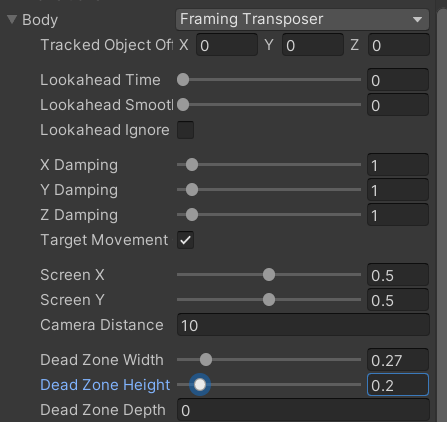 Body Framing Transposer
Tracked Object Of X 0 Y 0 Z 0
Lookahead Time 0
Lookahead Smoot 0
Lookahead Ignore
X Damping 1
Y Damping 1
Z Damping 1
Target Movement
Screen X 0.5
Screen Y 0.5
Camera Distance 10
Dead Zone Width 0.27
Dead Zone Height 0.2
Dead Zone Depth 0